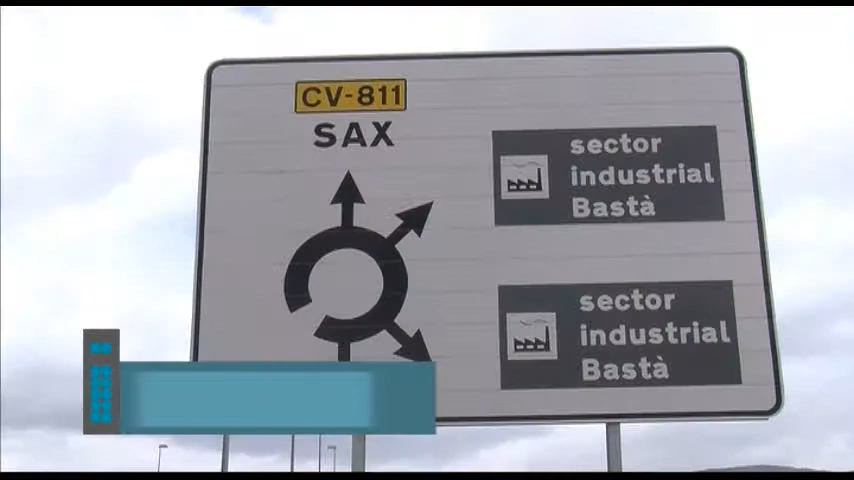 CV-811
SAX
sector
industrial
Bastà
sector
industrial
Bastà